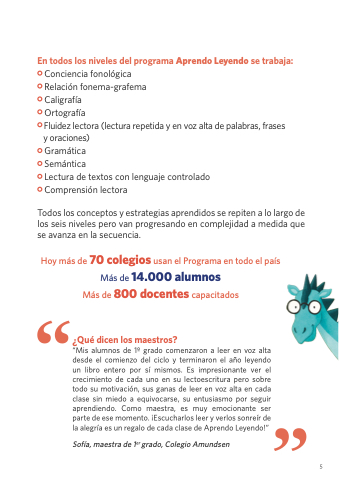 En todos los niveles del programa Aprendo Leyendo se trabaja:
Conciencia fonológica
Relación fonema-grafema
Caligrafía
Ortografía
Fluidez lectora (lectura repetida y en voz alta de palabras, frases
y oraciones)
Gramática
Semántica
Lectura de textos con lenguaje controlado
Comprensión lectora
Todos los conceptos y estrategias aprendidos se repiten a lo largo de
los seis niveles pero van progresando en complejidad a medida que
se avanza en la secuencia.
Hoy más de 70 colegios usan el Programa en todo el país
Más de 14.000 alumnos
Más de 800 docentes capacitados
“
¿Qué dicen los maestros?
“Mis alumnos de 1º grado comenzaron a leer en voz alta
desde el comienzo del ciclo y terminaron el año leyendo
un libro entero por sí mismos. Es impresionante ver el
crecimiento de cada uno en su lectoescritura pero sobre
todo su motivación, sus ganas de leer en voz alta en cada
clase sin miedo a equivocarse, su entusiasmo por seguir
aprendiendo. Como maestra, es muy emocionante ser
parte de ese momento. ¡Escucharlos leer y verlos sonreír de
la alegría es un regalo de cada clase de Aprendo Leyendo!”
Sofía, maestra de 1er grado, Colegio Amundsen
”
5